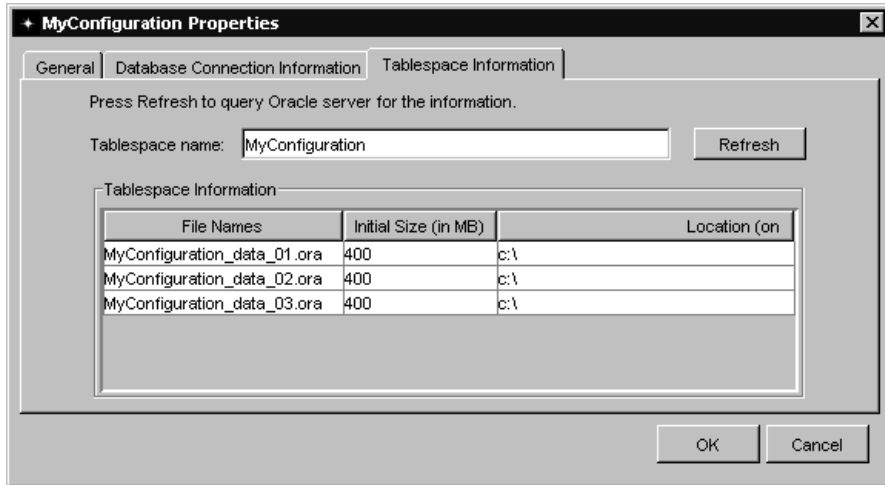 MyConfiguration Properties
General Database Connection Information Tablespace Information
Press Refresh to query Oracle server for the information.
Tablespace name: MyConfiguration Refresh
Tablespace Information
File Names Initial Size (in MB) Location (on
MyConfiguration_data_01.ora 400 c:\
MyConfiguration_data_02.ora 400 c:\
MyConfiguration_data_03.ora 400 c:\
OK Cancel